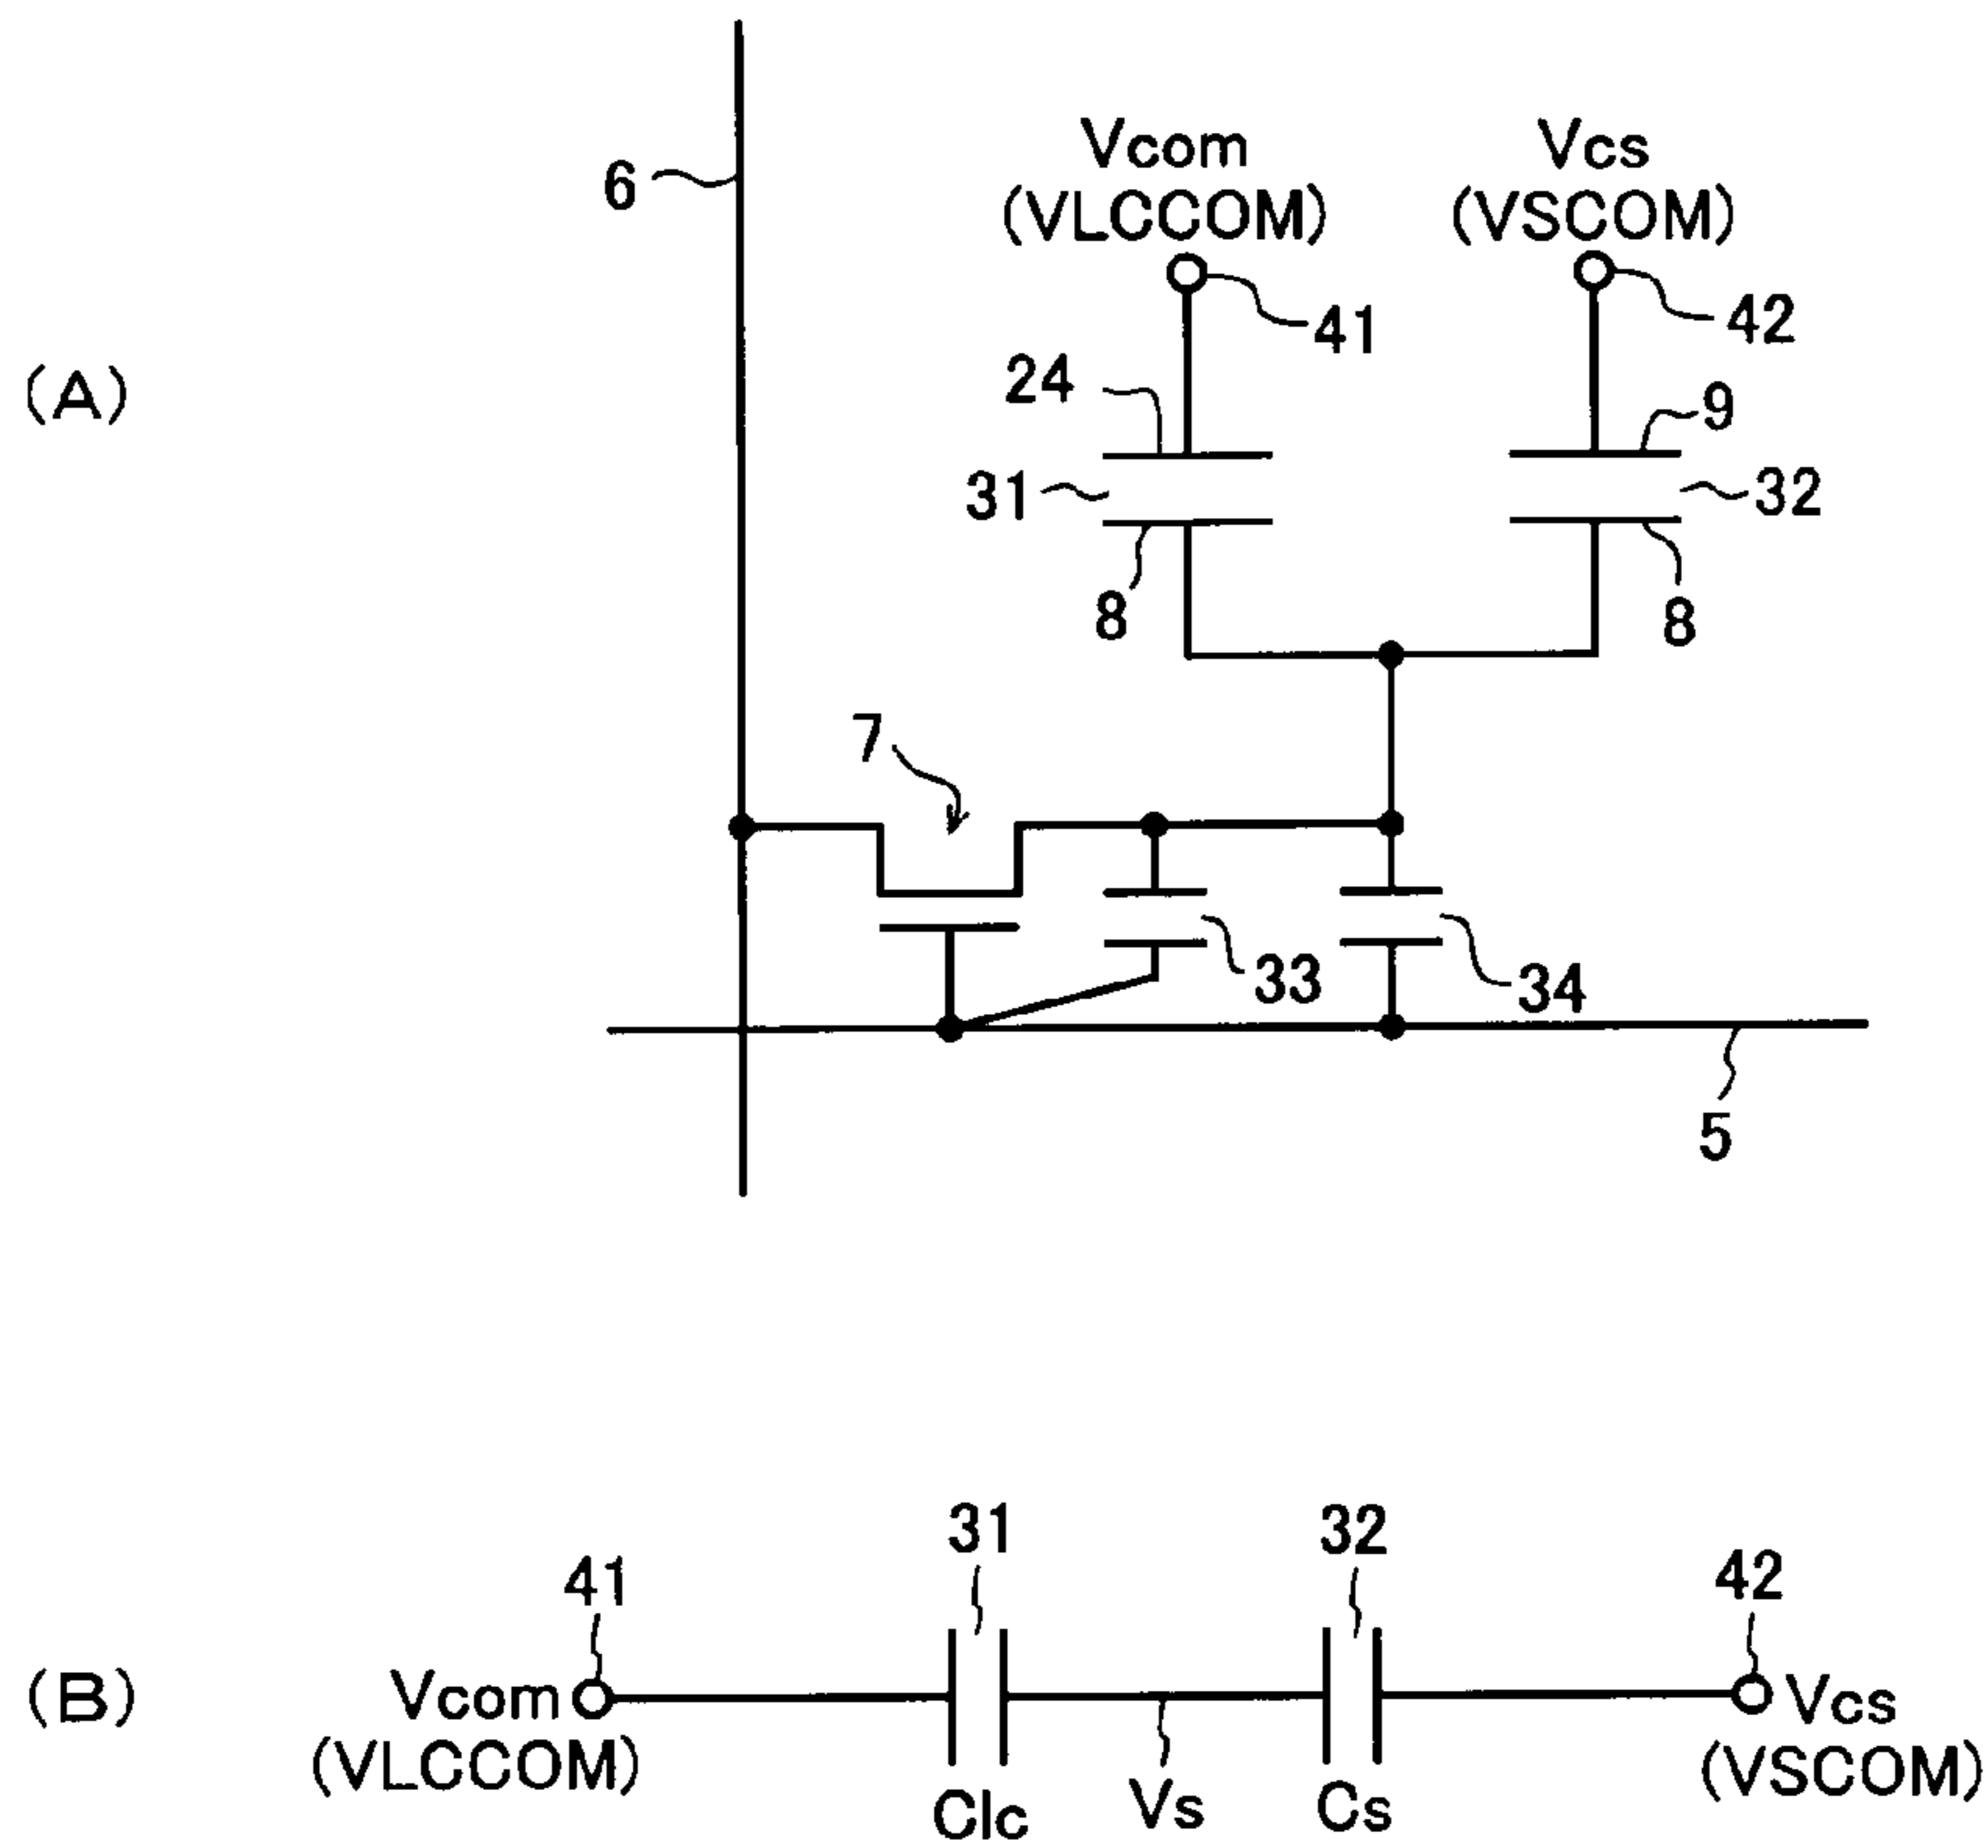 6
Vcom
(VLCCOM)
Vcs
(VSCOM)
41
42
(A)
24
9
31
32
8
8
7
33
34
5
31
32
41
42
(B)
Vcom
(VLCCOM)
Vcs
(VSCOM)
Clc
Vs
Cs